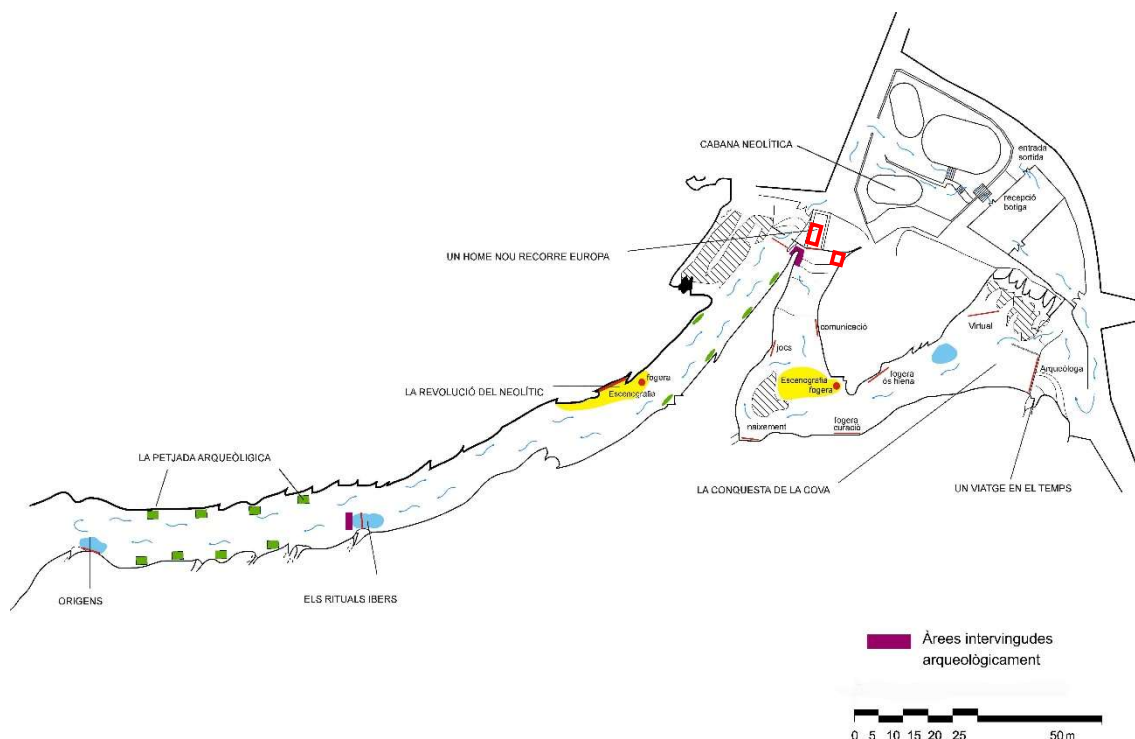 CABANA NEOLÍTICA
entrada
sortida
recepció
botiga
UN HOME NOU RECORRE EUROPA
Virtual
comunicació
jocs
Arqueòloga
fogera
os hiena
fogera
Escenografia
Escenografia
fogera
LA REVOLUCIÓ DEL NEOLÍTIC
naixement
fogera
curació
LA PETJADA ARQUEÒLIGICA
LA CONQUESTA DE LA COVA
UN VIATGE EN EL TEMPS
ORIGENS
ELS RITUALS IBERS
Àrees intervingudes
arqueològicament
0 5 10 15 20 25 50 m